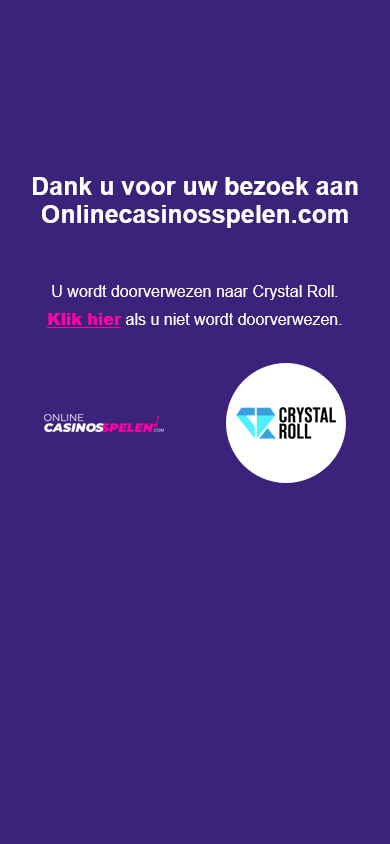 Dank u voor uw bezoek aan
Onlinecasinosspelen.com
U wordt doorverwezen naar Crystal Roll.
Klik hier als u niet wordt doorverwezen.
ONLINE
CASINOSSPELEN!
.COM
CRYSTAL
ROLL